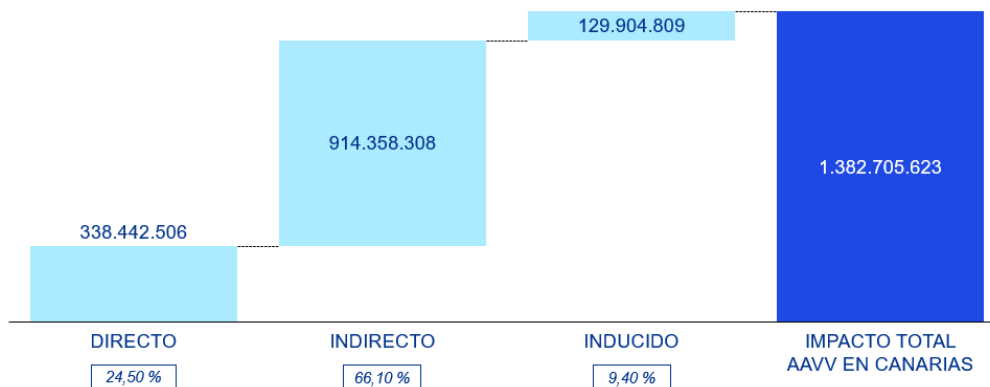 129.904.809
914.358.308
1.382.705.623
338.442.506
DIRECTO
INDIRECTO
INDUCIDO
IMPACTO TOTAL
AAVV EN CANARIAS
24,50 %
66,10 %
9,40 %